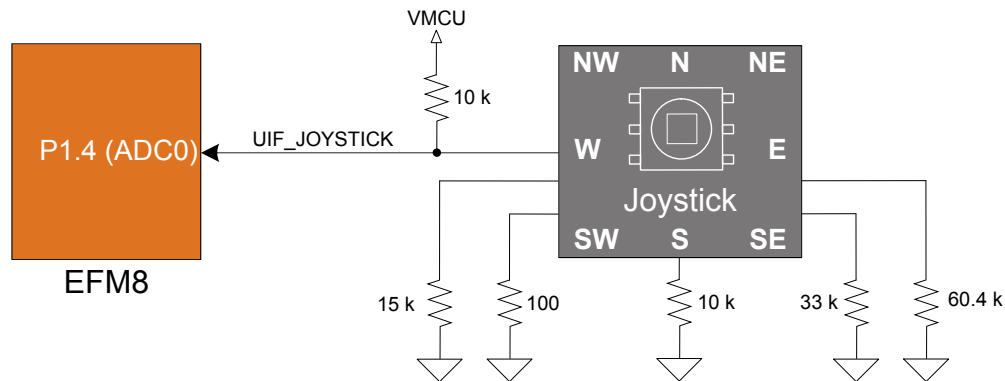 VMCU
10 k
NW N NE
P1.4 (ADC0)
UIF_JOYSTICK
W E
Joystick
SW S SE
EFM8
15 k
100
10 k
33 k
60.4 k